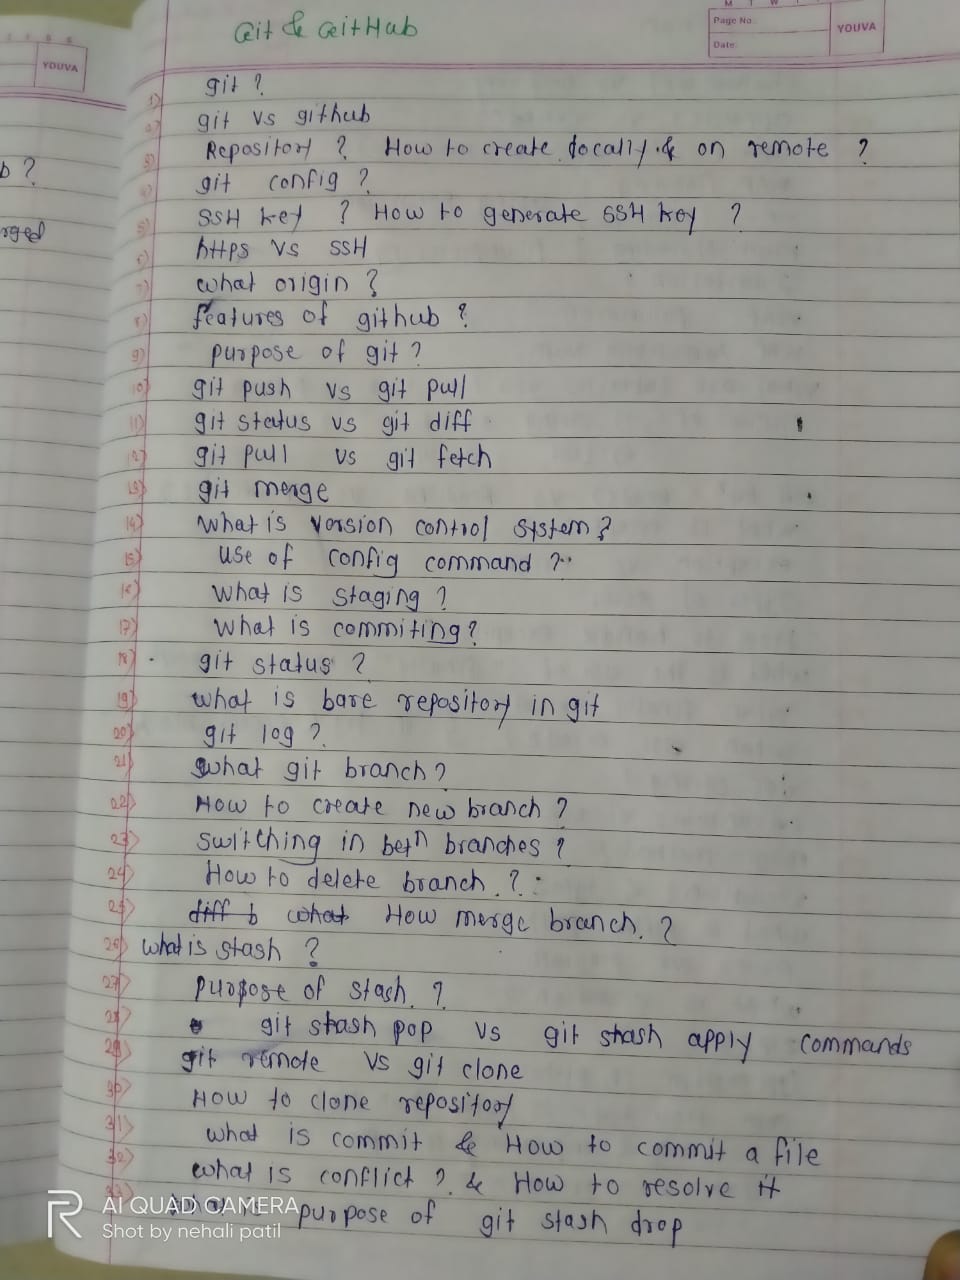 Git & GitHub
Page No.
Date:
YOUVA
YOUVA
b ?
rged
1) git ?
2) git vs github
3) Repository ? How to create locally & on remote ?
4) git config ?
5) SSH key ? How to generate SSH key ?
6) https vs SSH
7) what origin ?
8) features of github ?
9) purpose of git ?
10) git push vs git pull
11) git status vs git diff
12) git pull vs git fetch
13) git merge
14) What is version control system ?
15) use of config command ?
16) What is staging ?
17) What is commiting ?
18) git status ?
19) what is bare repository in git
20) git log ?
21) what git branch ?
22) How to create new branch ?
23) switching in betn branches ?
24) How to delete branch ?
25) diff b what How merge branch ?
26) what is stash ?
27) purpose of stash ?
28) git stash pop vs git stash apply commands
29) git remote vs git clone
30) How to clone repository
31) what is commit & How to commit a file
32) what is conflict ? & How to resolve it
33) purpose of git stash drop
AI QUAD CAMERA
Shot by nehali patil